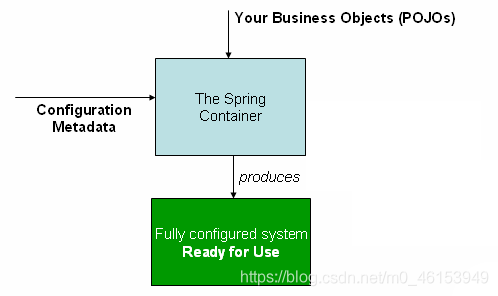 Your Business Objects (POJOs)
The Spring
Container
Configuration
Metadata
produces
Fully configured system
Ready for Use
https://blog.csdn.net/m0_46153949